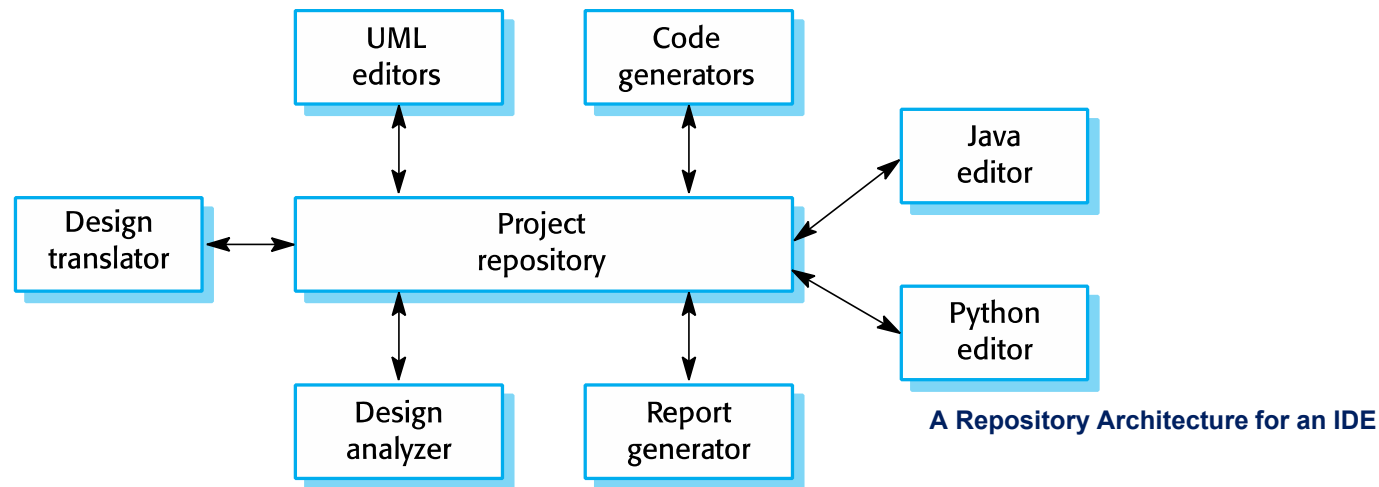 UML
editors
Code
generators
Java
editor
Design
translator
Project
repository
Python
editor
Design
analyzer
Report
generator
A Repository Architecture for an IDE